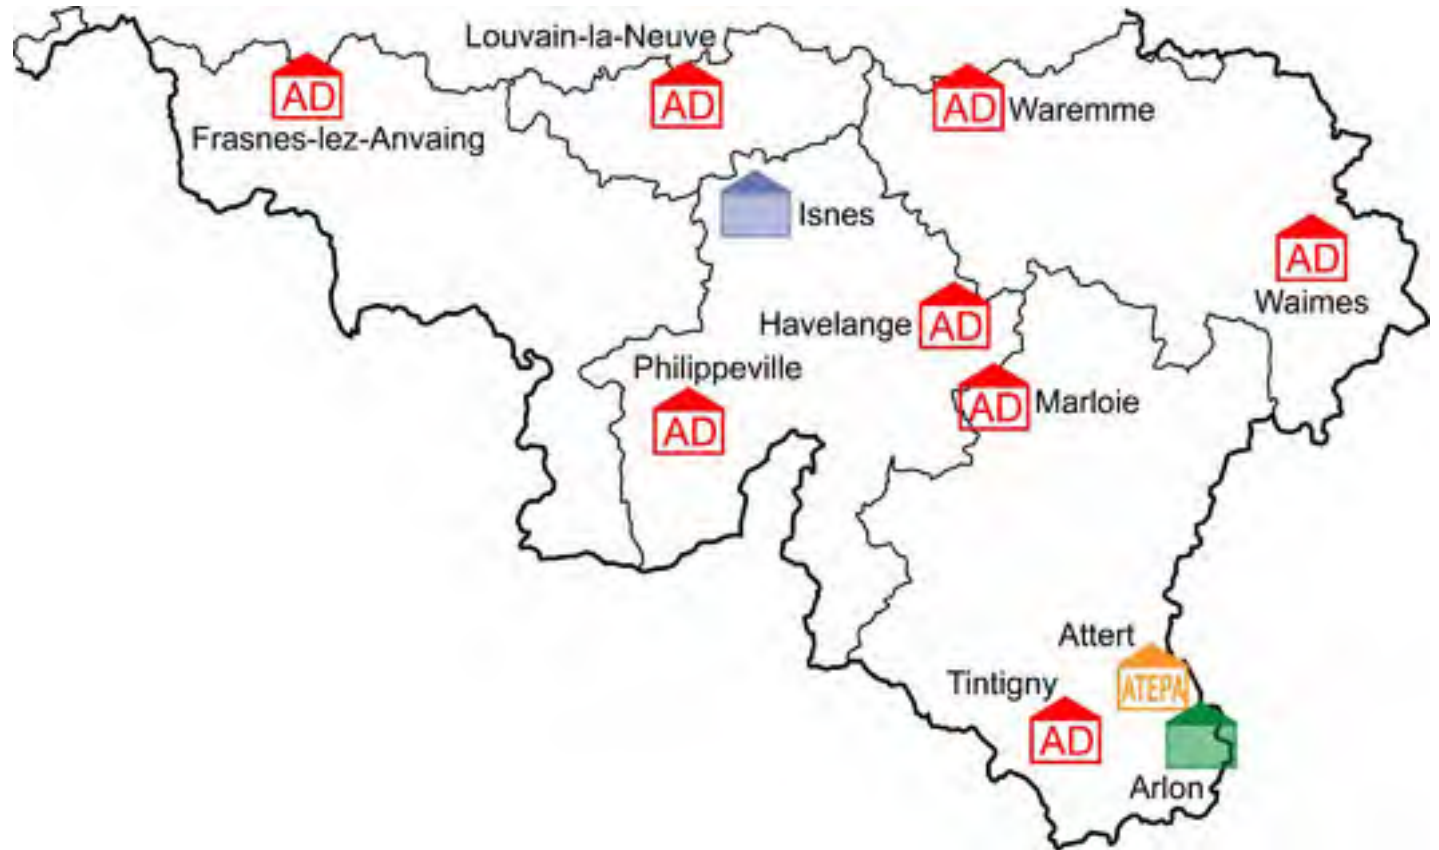 Louvain-la-Neuve
AD
Frasnes-lez-Anvaing
AD
AD
Waremme
Isnes
AD
Waimes
Havelange
AD
Philippeville
AD
AD
Marloie
Attert
ATEPA
Tintigny
AD
Arlon